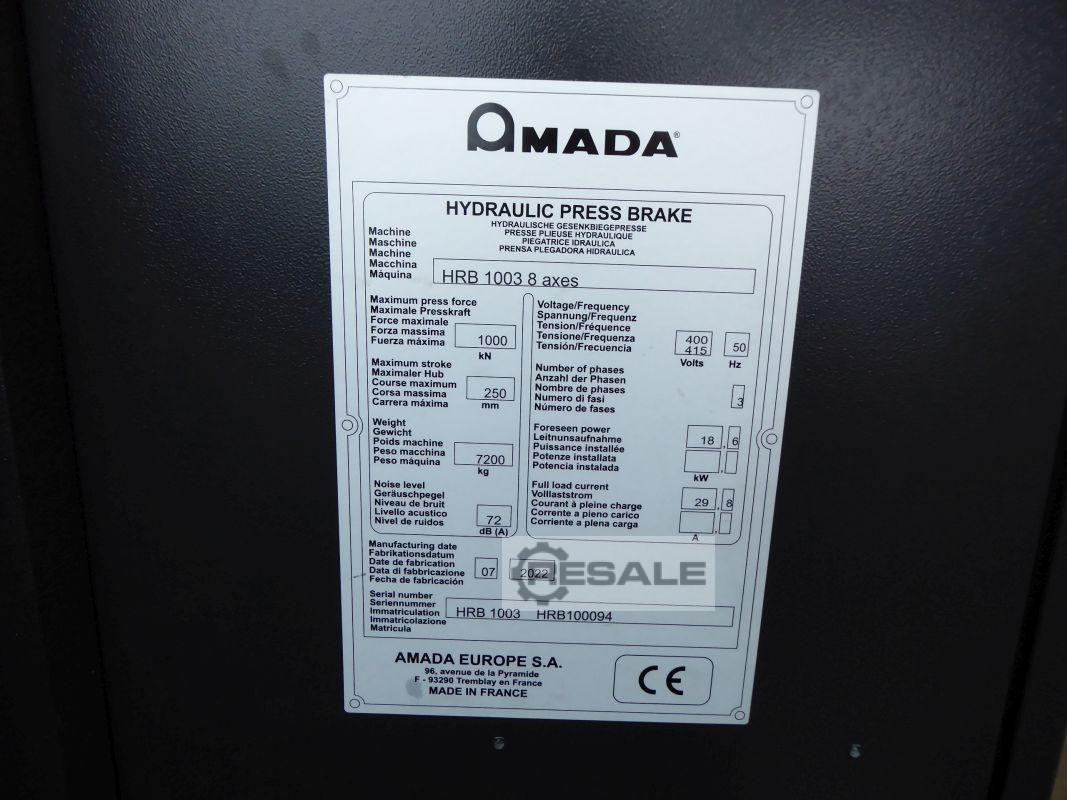 AMADA®
HYDRAULIC PRESS BRAKE
HYDRAULISCHE GESENKBIEGEPRESSE
PRESSE PLIEUSE HYDRAULIQUE
PIEGATRICE IDRAULICA
PRENSA PLEGADORA HIDRAULICA
Machine
Maschine
Machine
Macchina
Máquina
HRB 1003 8 axes
Maximum press force
Maximale Presskraft
Force maximale
Forza massima
Fuerza máxima
1000
kN
Maximum stroke
Maximaler Hub
Course maximum
Corsa massima
Carrera máxima
250
mm
Weight
Gewicht
Poids machine
Peso macchina
Peso máquina
7200
kg
Noise level
Geräuschpegel
Niveau de bruit
Livello acustico
Nivel de ruidos
72
dB (A)
Voltage/Frequency
Spannung/Frequenz
Tension/Fréquence
Tensione/Frequenza
Tensión/Frecuencia
400
415
Volts
50
Hz
Number of phases
Anzahl der Phasen
Nombre de phases
Numero di fasi
Número de fases
3
Foreseen power
Leitnunsaufnahme
Puissance installée
Potenze installata
Potencia instalada
18,6
,
kW
Full load current
Volllaststrom
Courant à pleine charge
Corrente a pieno carico
Corriente a plena carga
29,8
,
A
Manufacturing date
Fabrikationsdatum
Date de fabrication
Data di fabbricazione
Fecha de fabricación
07 2022
RESALE
Serial number
Seriennummer
Immatriculation
Immatricolazione
Matricula
HRB 1003 HRB100094
AMADA EUROPE S.A.
96, avenue de la Pyramide
F - 93290 Tremblay en France
MADE IN FRANCE
CE